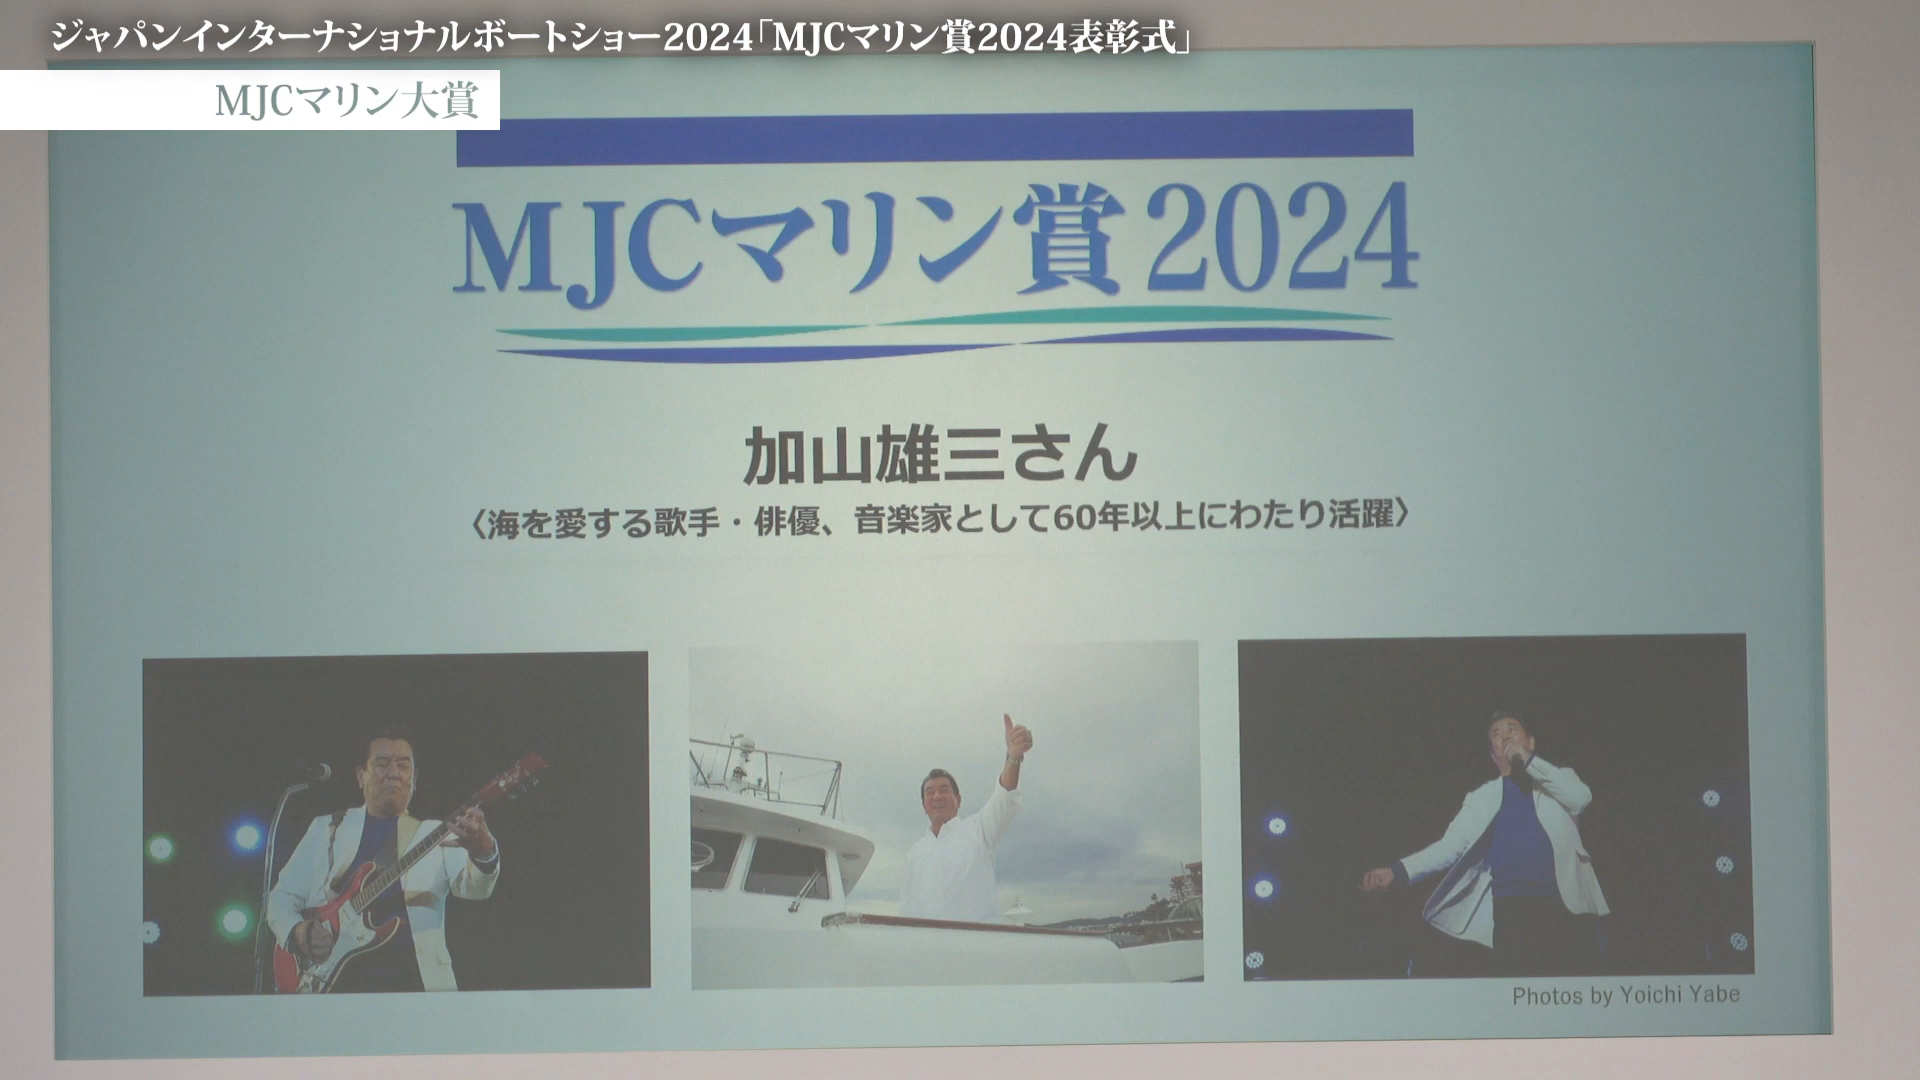 ジャパンインターナショナルボートショー2024「MJCマリン賞2024表彰式」
MJCマリン大賞
MJCマリン賞2024
加山雄三さん
〈海を愛する歌手・俳優、音楽家として60年以上にわたり活躍〉
Photos by Yoichi Yabe